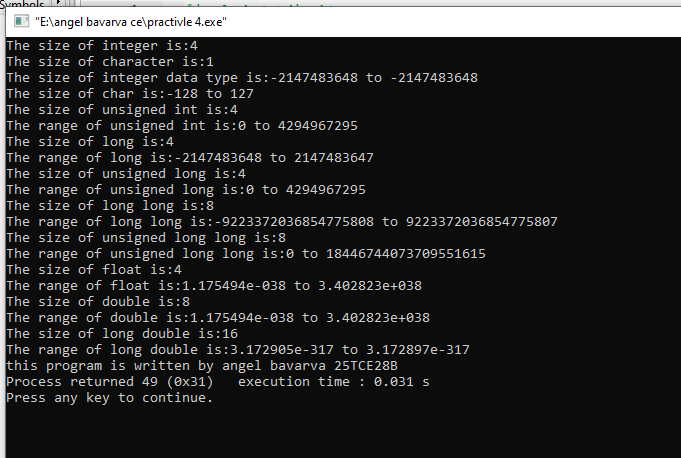 Symbols
"E:\angel bavarva ce\practivle 4.exe"
The size of integer is:4
The size of character is:1
The size of integer data type is:-2147483648 to -2147483648
The size of char is:-128 to 127
The size of unsigned int is:4
The range of unsigned int is:0 to 4294967295
The size of long is:4
The range of long is:-2147483648 to 2147483647
The size of unsigned long is:4
The range of unsigned long is:0 to 4294967295
The size of long long is:8
The range of long long is:-9223372036854775808 to 9223372036854775807
The size of unsigned long long is:8
The range of unsigned long long is:0 to 18446744073709551615
The size of float is:4
The range of float is:1.175494e-038 to 3.402823e+038
The size of double is:8
The range of double is:1.175494e-038 to 3.402823e+038
The size of long double is:16
The range of long double is:3.172905e-317 to 3.172897e-317
this program is written by angel bavarva 25TCE28B
Process returned 49 (0x31)   execution time : 0.031 s
Press any key to continue.